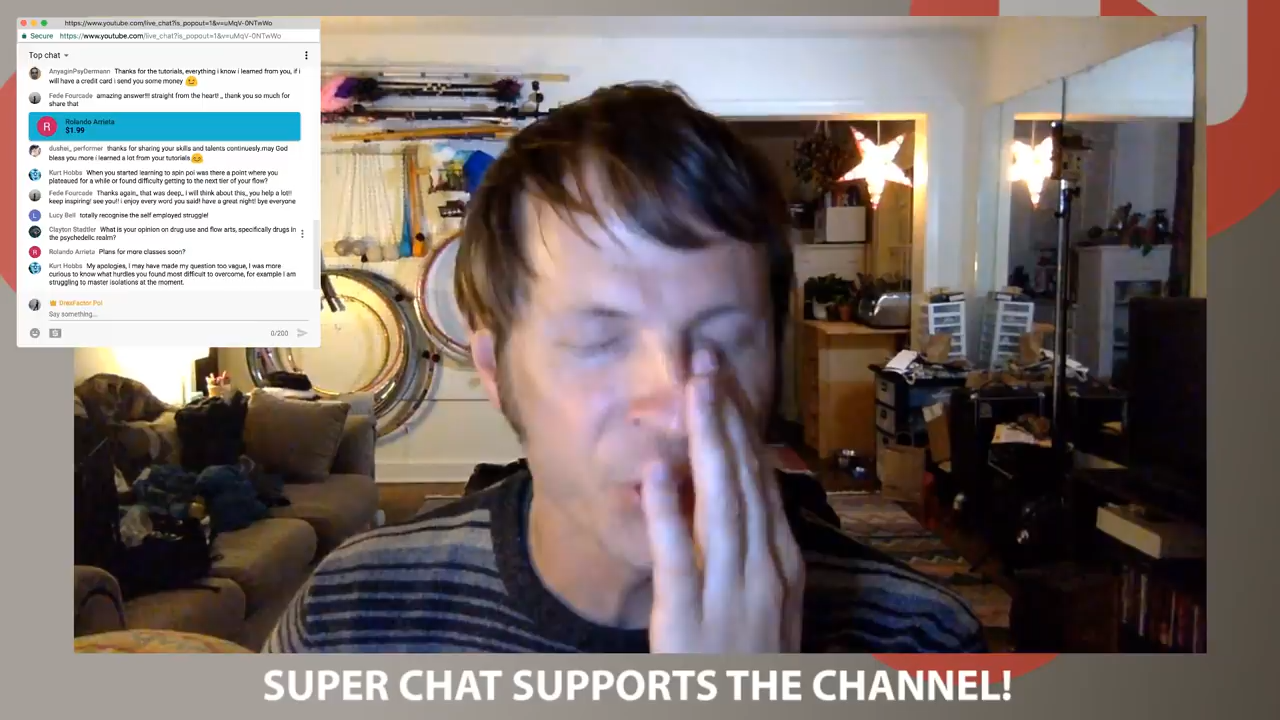 https://www.youtube.com/live_chat?is_popout=1&v=uMqV-0NTwWo
Secure https://www.youtube.com/live_chat?is_popout=1&v=uMqV-0NTwWo
Top chat
AnyaginPsyDermann Thanks for the tutorials, everything i know i learned from you, if i
will have a credit card i send you some money
Fede Fourcade amazing answer!!! straight from the heart! ,, thank you so much for
share that
R Rolando Arrieta
$1.99
dushei_ performer thanks for sharing your skills and talents continuesly.may God
bless you more i learned a lot from your tutorials
Kurt Hobbs When you started learning to spin poi was there a point where you
plateaued for a while or found difficulty getting to the next tier of your flow?
Fede Fourcade Thanks again,, that was deep,, i will think about this,, you help a lot!!
keep inspiring! see you!! i enjoy every word you said! have a great night! bye everyone
L Lucy Bell totally recognise the self employed struggle!
Clayton Stadtler What is your opinion on drug use and flow arts, specifically drugs in
the psychedelic realm?
R Rolando Arrieta Plans for more classes soon?
Kurt Hobbs My apologies, i may have made my question too vague, I was more
curious to know what hurdles you found most difficult to overcome, for example I am
struggling to master isolations at the moment.
DrexFactor Poi
Say something...
0/200
SUPER CHAT SUPPORTS THE CHANNEL!